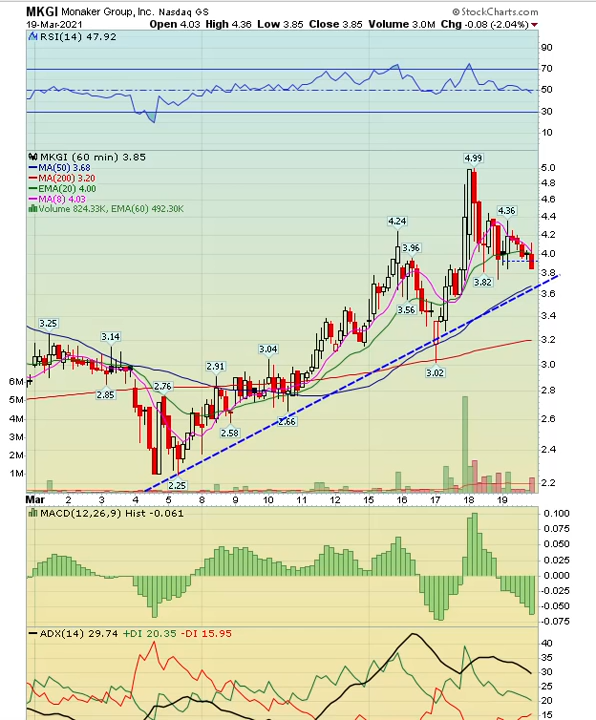 MKGI Monaker Group, Inc. Nasdaq GS © StockCharts.com
19-Mar-2021 Open 4.03 High 4.36 Low 3.85 Close 3.85 Volume 3.0M Chg -0.08 (-2.04%)
RSI(14) 47.92
90
70
50
30
10
MKGI (60 min) 3.85
MA(50) 3.68
MA(200) 3.20
EMA(20) 4.00
MA(8) 4.03
Volume 824.33K, EMA(60) 492.30K
4.99
5.0
4.8
4.6
4.36
4.4
4.24
4.2
3.96
4.0
3.82
3.8
3.56
3.6
3.4
3.25
3.14
3.2
3.04
3.02
3.0
2.91
2.85
2.76
2.8
2.66
2.58
2.6
2.4
2.25
2.2
6M
5M
4M
3M
2M
1M
Mar 2 3 4 5 8 9 10 11 12 15 16 17 18 19
MACD(12,26,9) Hist -0.061
0.100
0.075
0.050
0.025
0.000
-0.025
-0.050
-0.075
ADX(14) 29.74 +DI 20.35 -DI 15.95
40
35
30
25
20
15